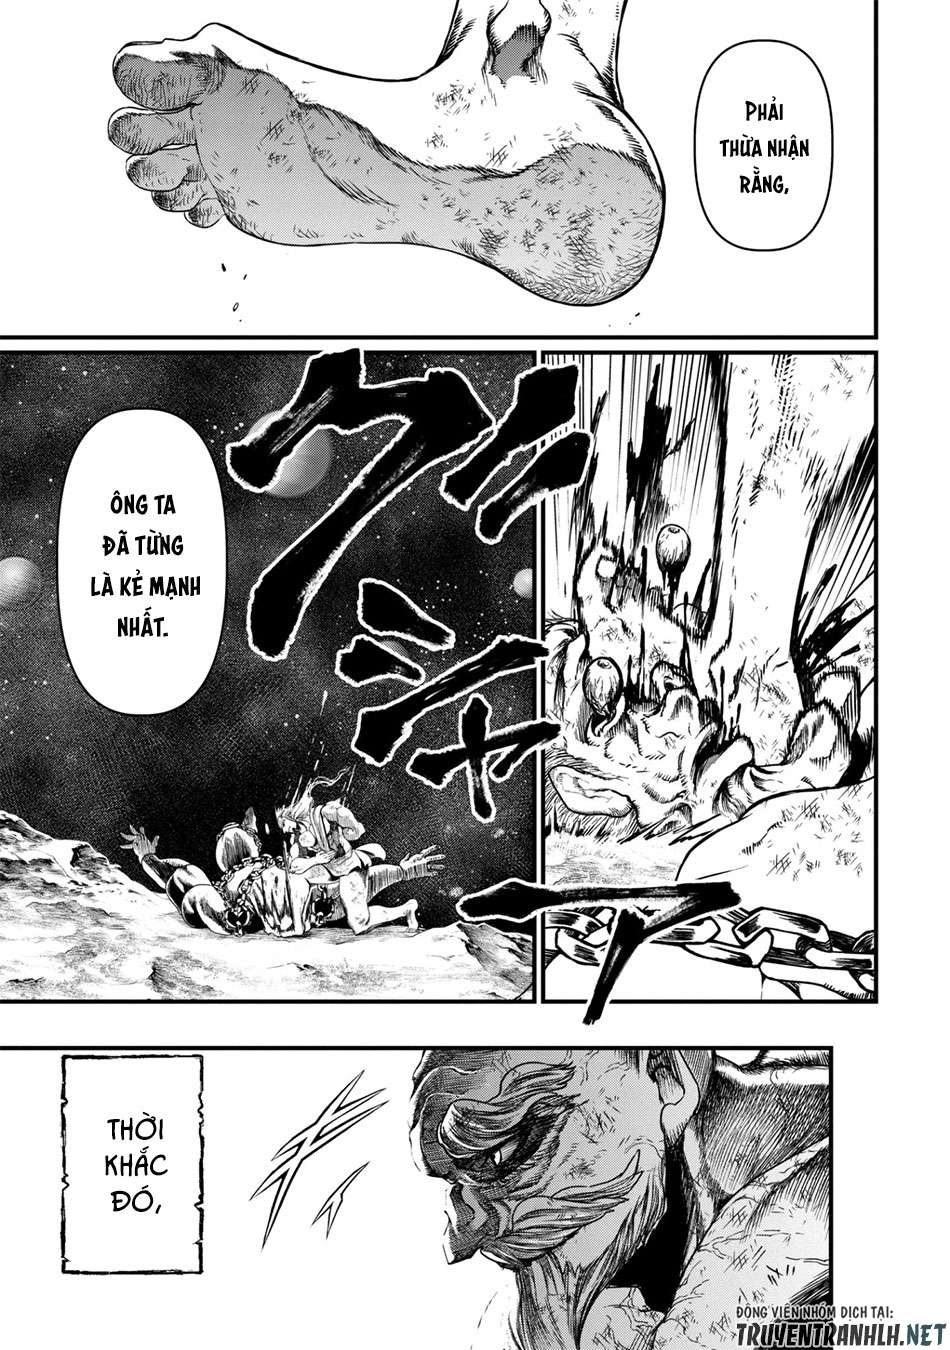 PHẢI
THỪA NHẬN
RẰNG,
グシャア
ÔNG TA
ĐÃ TỪNG
LÀ KẺ MẠNH
NHẤT.
THỜI
KHẮC
ĐÓ,
ĐỘNG VIÊN NHÓM DỊCH TẠI:
TRUYENTRANHLH.NET